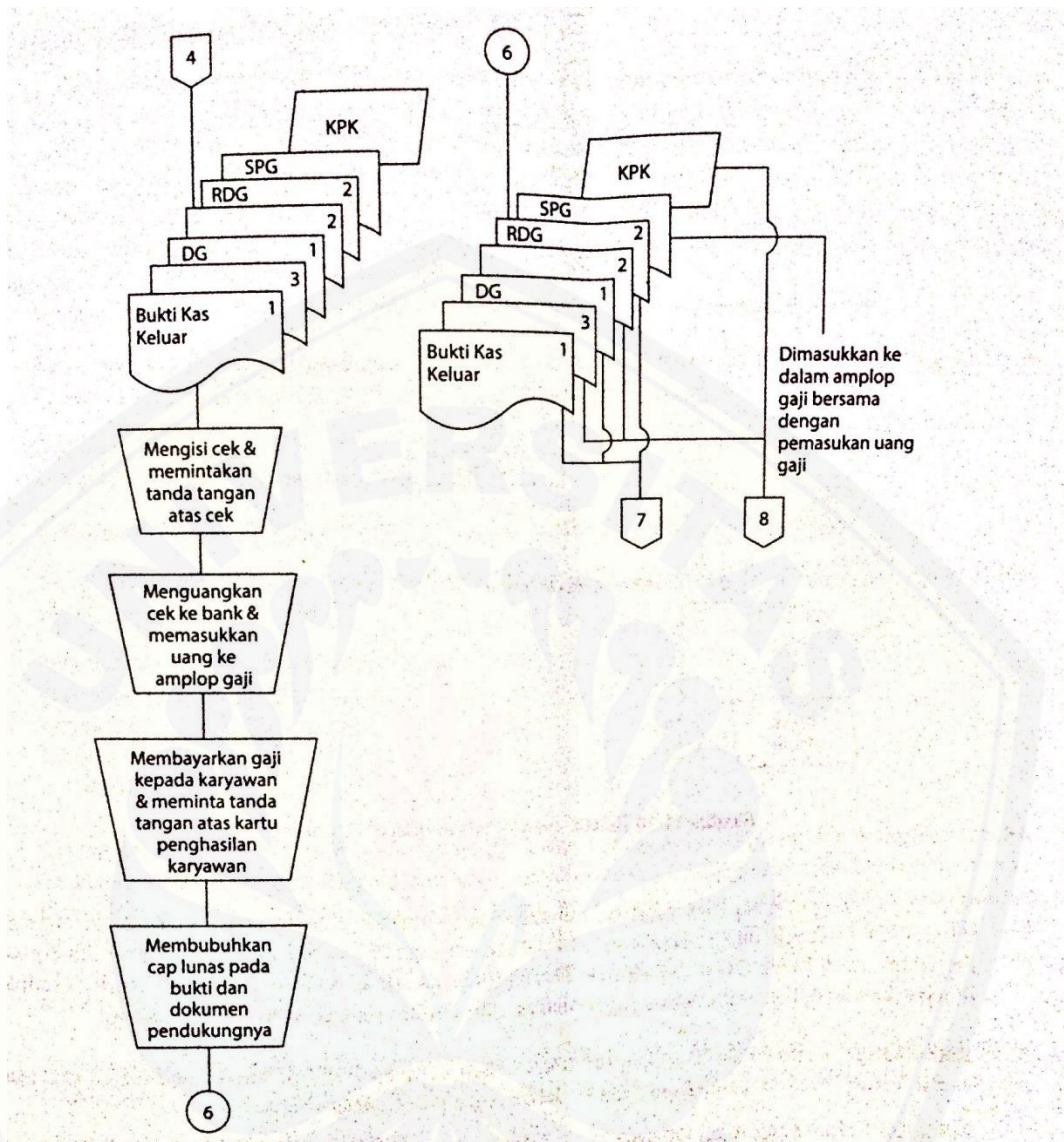 4
KPK
SPG
RDG 2
2
DG 1
3
Bukti Kas 1
Keluar
Mengisi cek &
memintakan
tanda tangan
atas cek
Menguangkan
cek ke bank &
memasukkan
uang ke
amplop gaji
Membayarkan gaji
kepada karyawan
& meminta tanda
tangan atas kartu
penghasilan
karyawan
Membubuhkan
cap lunas pada
bukti dan
dokumen
pendukungnya
6
6
KPK
SPG
RDG 2
2
DG 1
3
Bukti Kas 1
Keluar
Dimasukkan ke
dalam amplop
gaji bersama
dengan
pemasukan uang
gaji
7
8
UNIVERSITAS